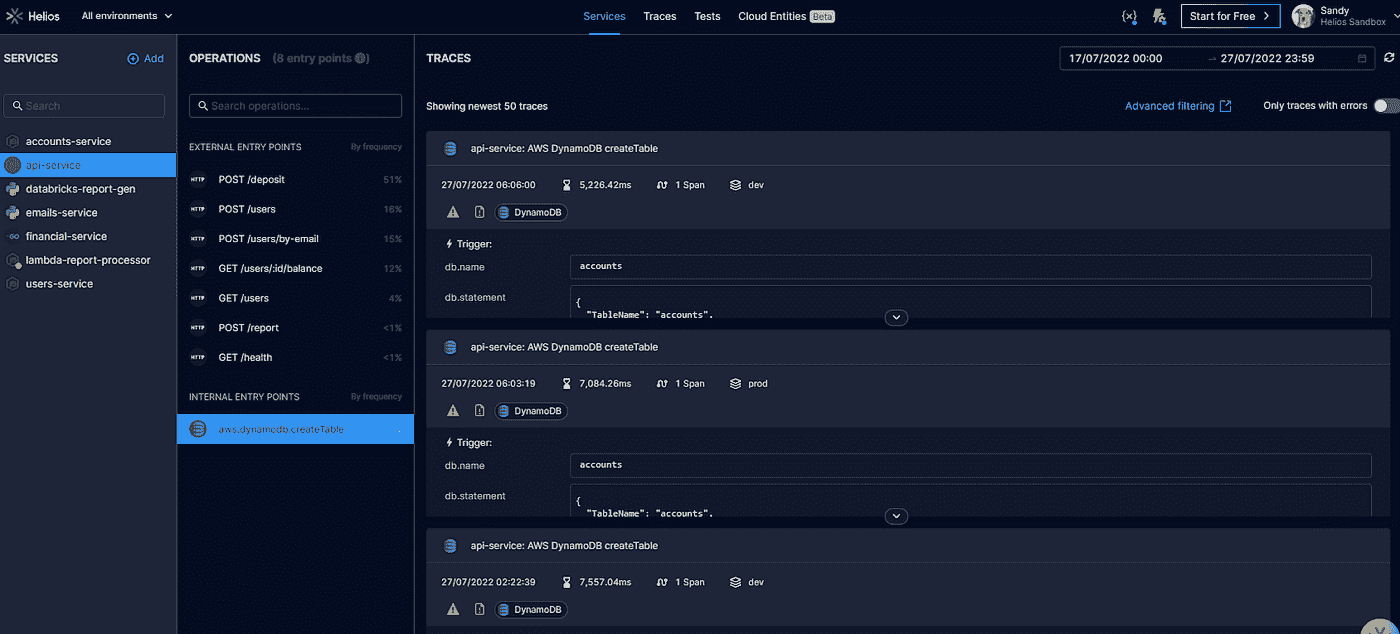 Helios
All environments
Services
Traces
Tests
Cloud Entities Beta
Start for Free
Sandy
Helios Sandbox
SERVICES
Add
Search
accounts-service
api-service
databricks-report-gen
emails-service
financial-service
lambda-report-processor
users-service
OPERATIONS (8 entry points)
Search operations...
EXTERNAL ENTRY POINTS By frequency
HTTP POST /deposit 51%
HTTP POST /users 16%
HTTP POST /users/by-email 15%
HTTP GET /users/:id/balance 12%
HTTP GET /users 4%
HTTP POST /report <1%
HTTP GET /health <1%
INTERNAL ENTRY POINTS By frequency
aws.dynamodb.createTable
TRACES
17/07/2022 00:00 → 27/07/2022 23:59
Showing newest 50 traces
Advanced filtering
Only traces with errors
api-service: AWS DynamoDB createTable
27/07/2022 06:06:00 5,226.42ms 1 Span dev
DynamoDB
Trigger:
db.name accounts
db.statement {
"TableName": "accounts",
api-service: AWS DynamoDB createTable
27/07/2022 06:03:19 7,084.26ms 1 Span prod
DynamoDB
Trigger:
db.name accounts
db.statement {
"TableName": "accounts",
api-service: AWS DynamoDB createTable
27/07/2022 02:22:39 7,557.04ms 1 Span dev
DynamoDB